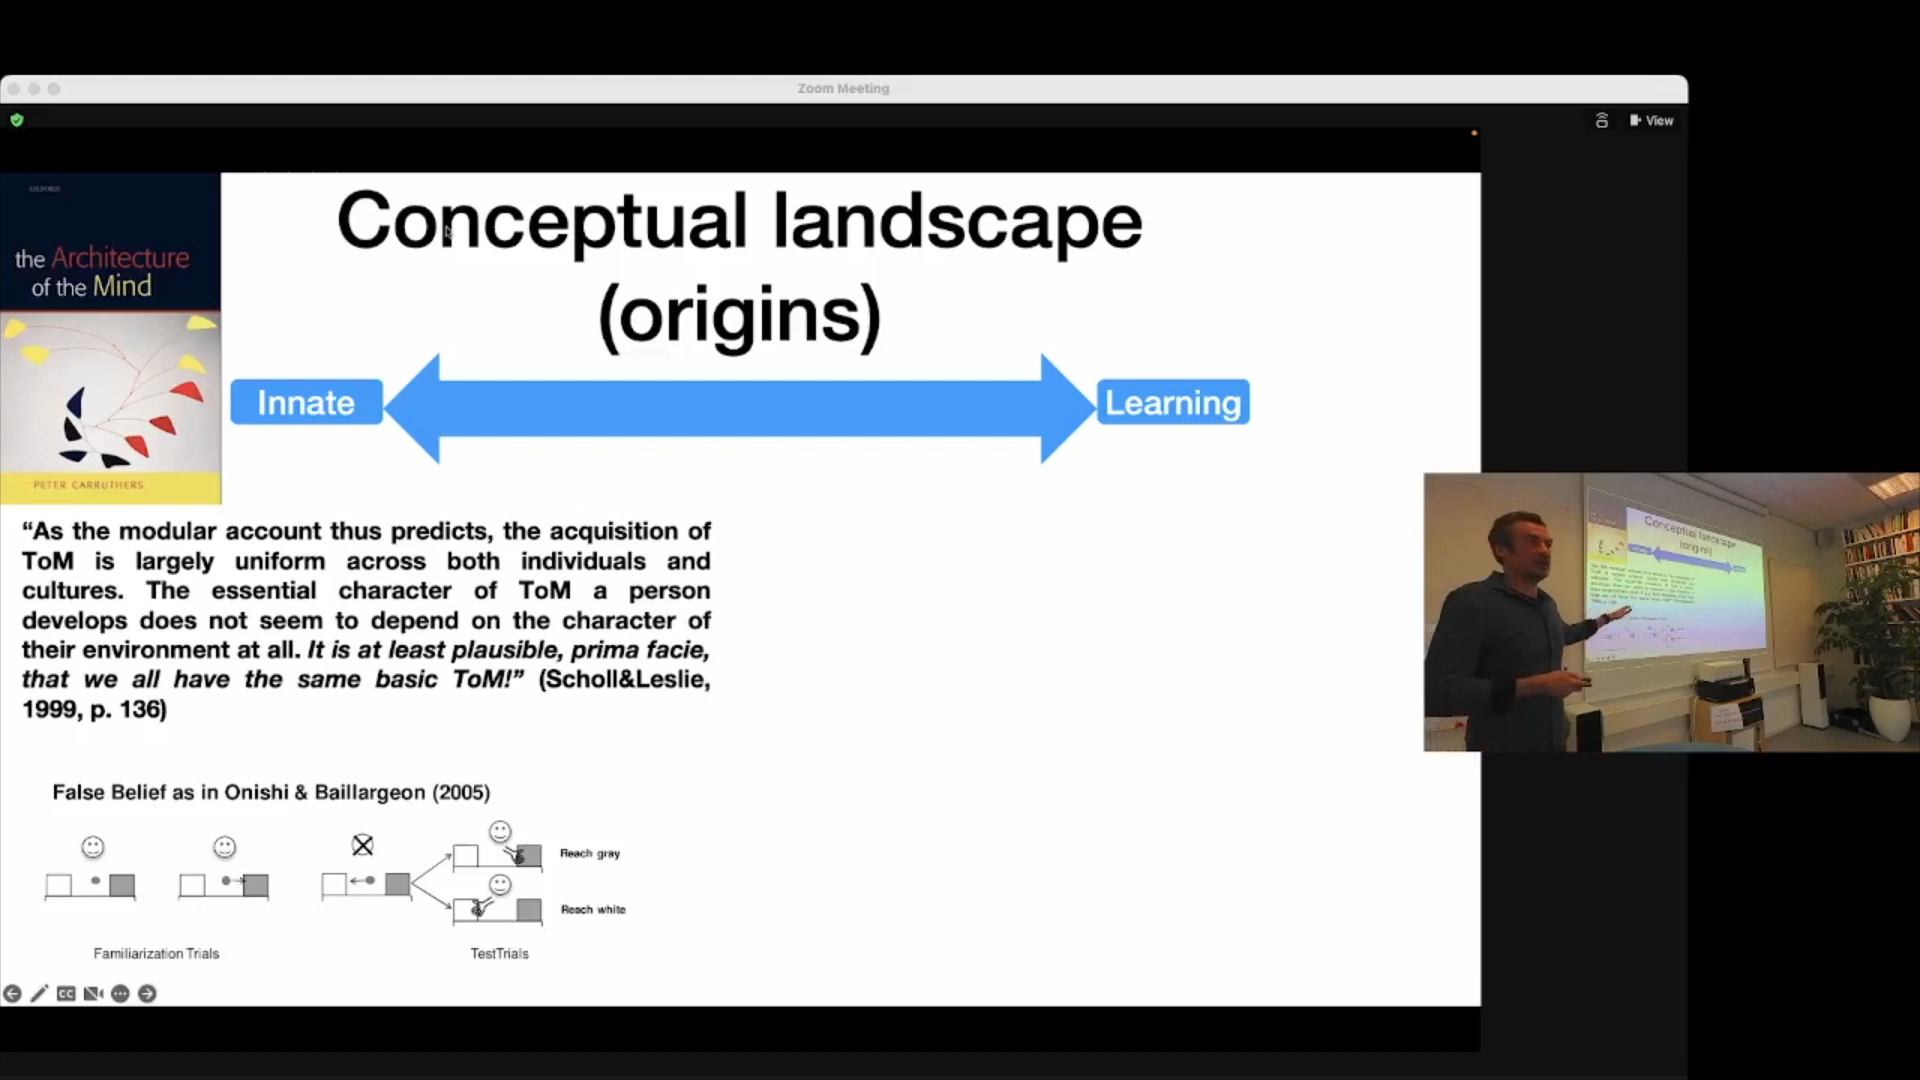 Zoom Meeting
View
OXFORD
the Architecture
of the Mind
PETER CARRUTHERS
Conceptual landscape
(origins)
Innate
Learning
“As the modular account thus predicts, the acquisition of
ToM is largely uniform across both individuals and
cultures. The essential character of ToM a person
develops does not seem to depend on the character of
their environment at all. It is at least plausible, prima facie,
that we all have the same basic ToM!” (Scholl&Leslie,
1999, p. 136)
False Belief as in Onishi & Baillargeon (2005)
Reach gray
Reach white
Familiarization Trials
TestTrials
CC
Conceptual landscape
(origins)